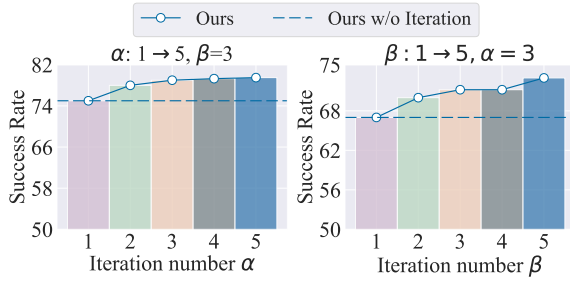 Ours
Ours w/o Iteration
α: 1 → 5, β=3
82
74
66
58
50
Success Rate
1 2 3 4 5
Iteration number α
β : 1 → 5, α = 3
75
68
62
56
50
Success Rate
1 2 3 4 5
Iteration number β